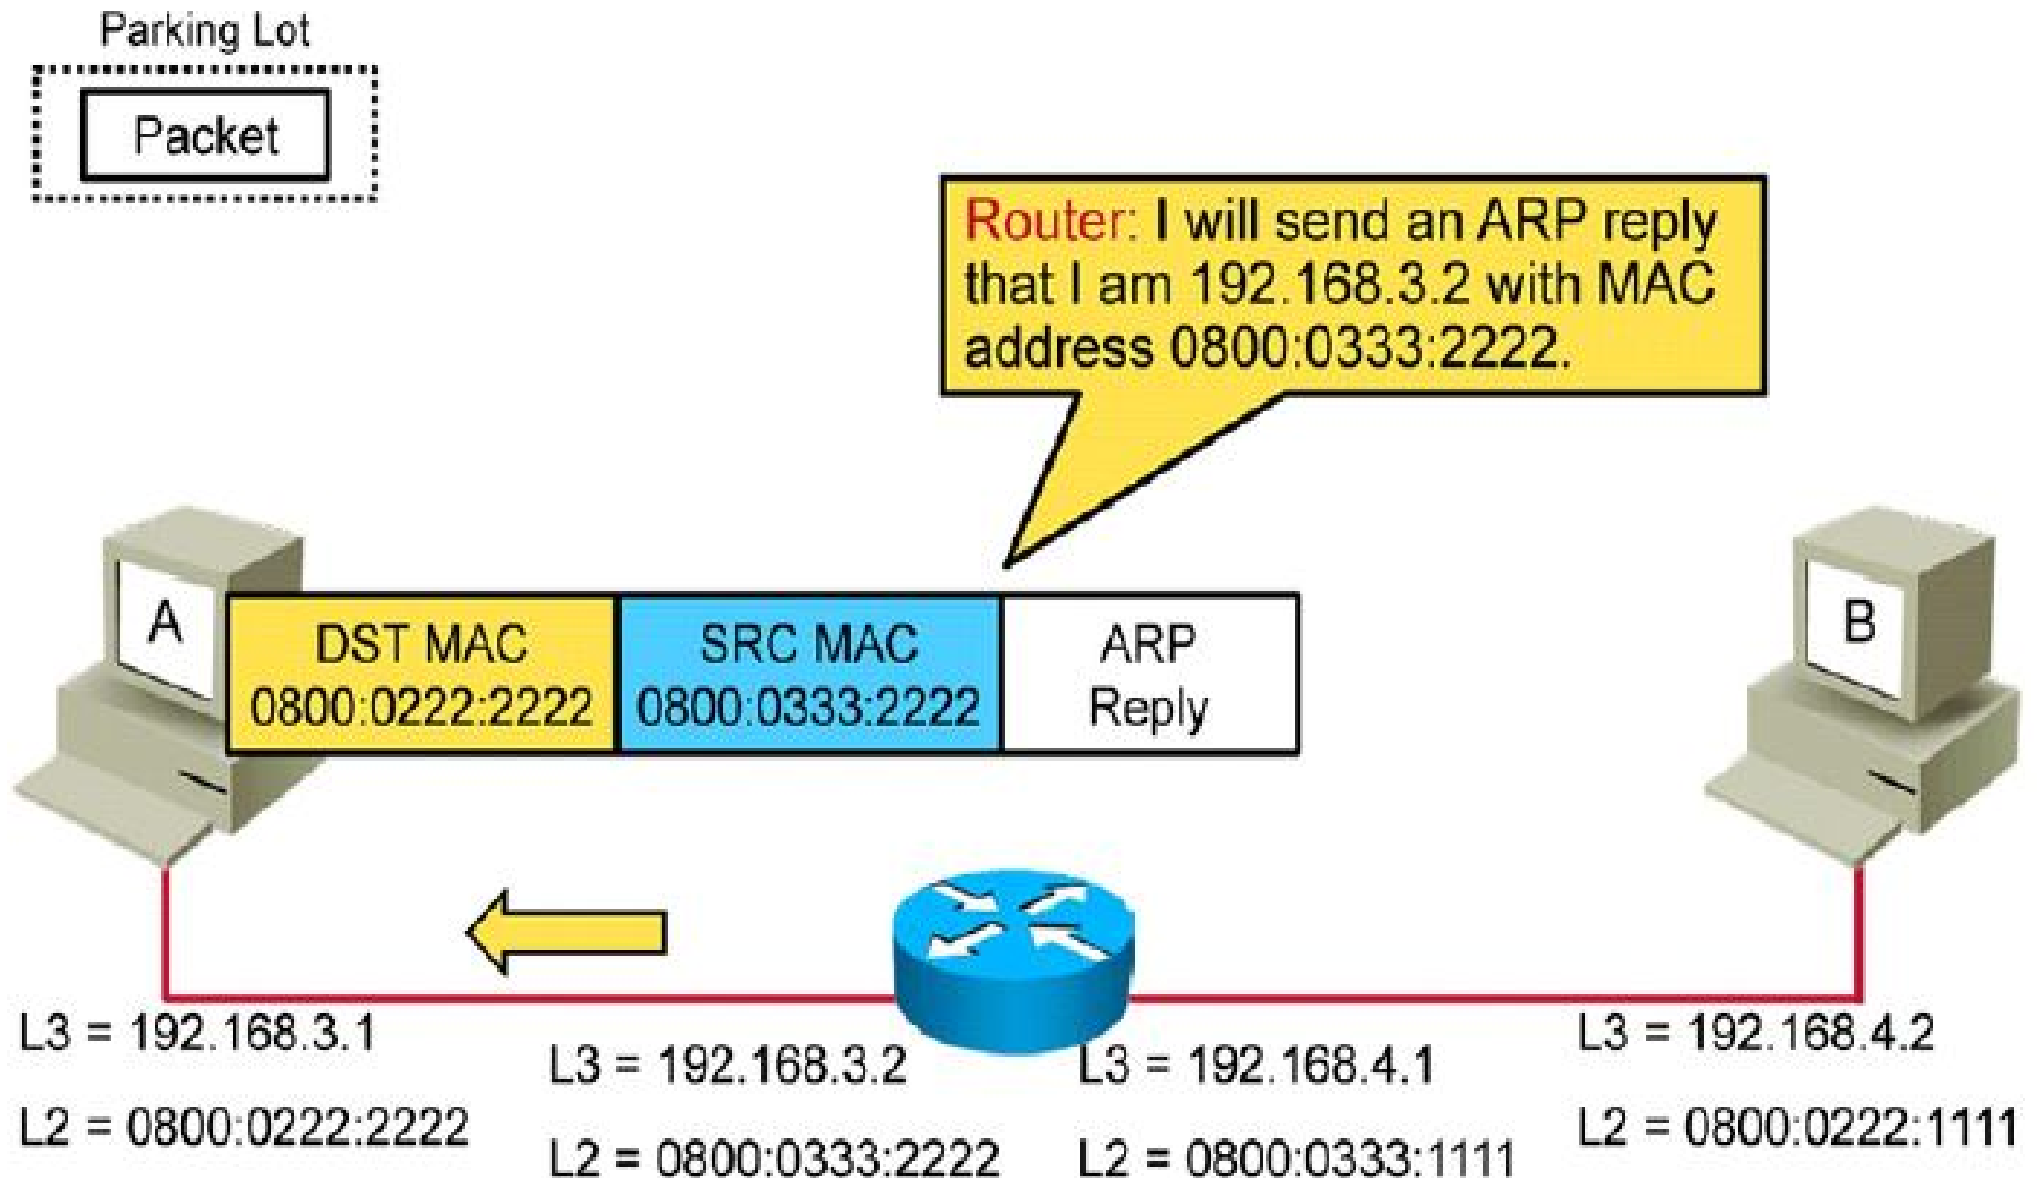 Parking Lot
Packet
Router: I will send an ARP reply
that I am 192.168.3.2 with MAC
address 0800:0333:2222.
A
DST MAC
0800:0222:2222
SRC MAC
0800:0333:2222
ARP
Reply
B
L3 = 192.168.3.1
L2 = 0800:0222:2222
L3 = 192.168.3.2
L2 = 0800:0333:2222
L3 = 192.168.4.1
L2 = 0800:0333:1111
L3 = 192.168.4.2
L2 = 0800:0222:1111